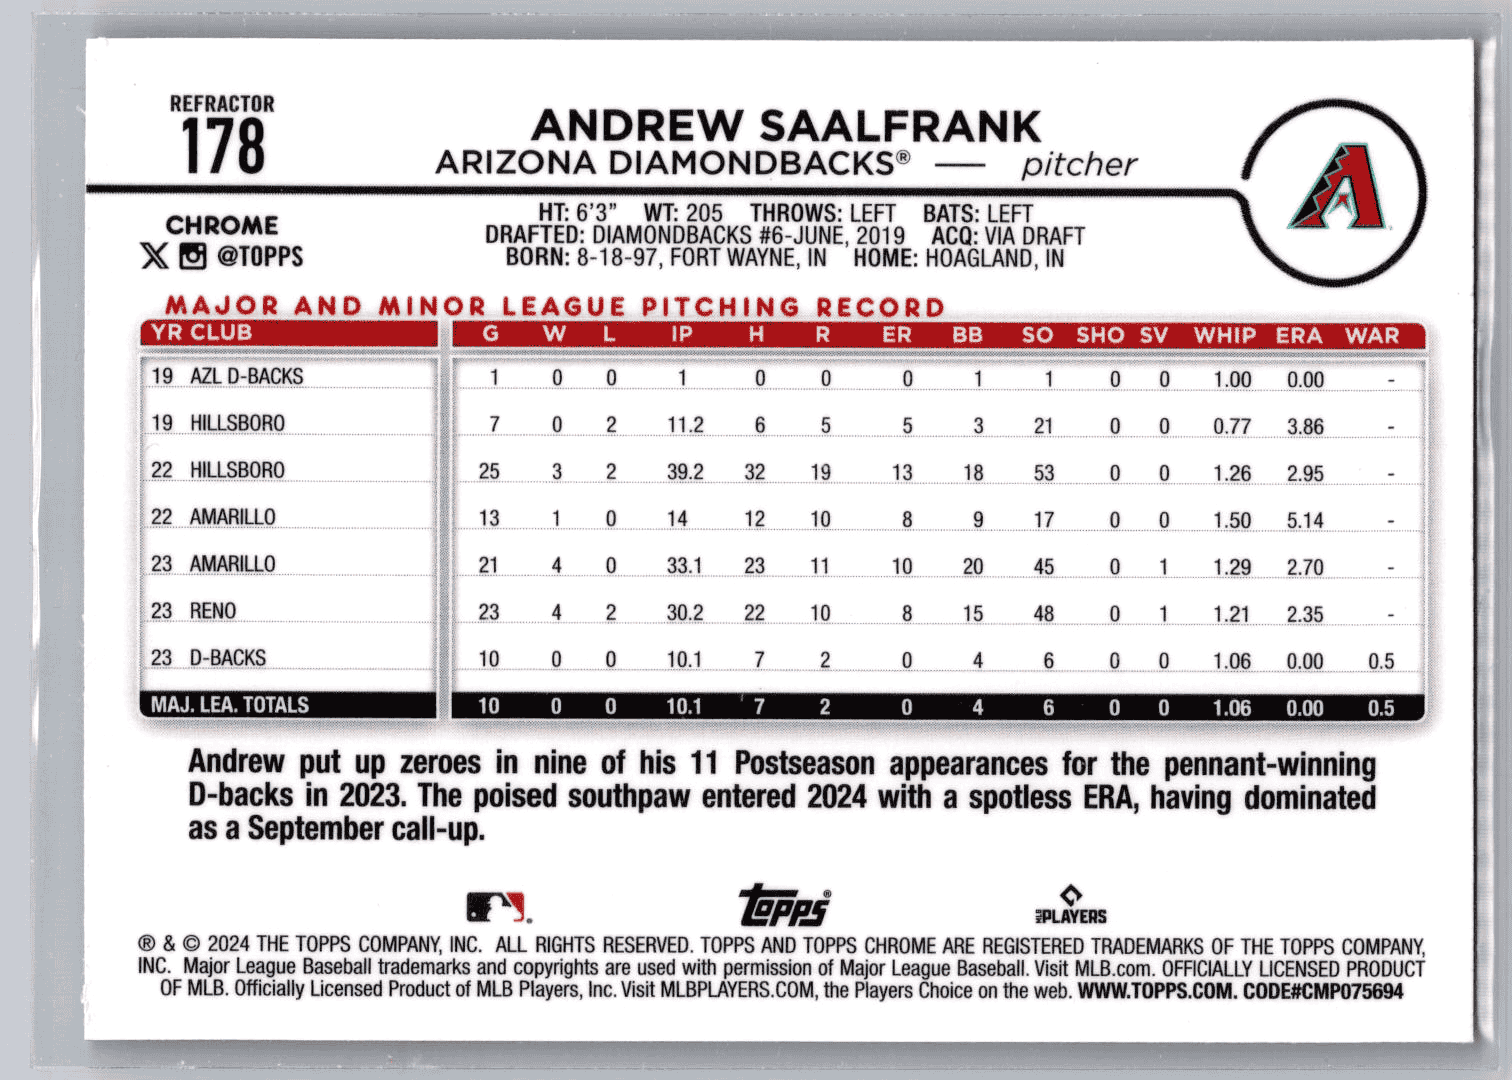 REFRACTOR
178
ANDREW SAALFRANK
ARIZONA DIAMONDBACKS® — pitcher
CHROME
@TOPPS
HT: 6'3" WT: 205 THROWS: LEFT BATS: LEFT
DRAFTED: DIAMONDBACKS #6-JUNE, 2019 ACQ: VIA DRAFT
BORN: 8-18-97, FORT WAYNE, IN HOME: HOAGLAND, IN
MAJOR AND MINOR LEAGUE PITCHING RECORD
YR CLUB G W L IP H R ER BB SO SHO SV WHIP ERA WAR
19 AZL D-BACKS 1 0 0 1 0 0 0 1 1 0 0 1.00 0.00 -
19 HILLSBORO 7 0 2 11.2 6 5 5 3 21 0 0 0.77 3.86 -
22 HILLSBORO 25 3 2 39.2 32 19 13 18 53 0 0 1.26 2.95 -
22 AMARILLO 13 1 0 14 12 10 8 9 17 0 0 1.50 5.14 -
23 AMARILLO 21 4 0 33.1 23 11 10 20 45 0 1 1.29 2.70 -
23 RENO 23 4 2 30.2 22 10 8 15 48 0 1 1.21 2.35 -
23 D-BACKS 10 0 0 10.1 7 2 0 4 6 0 0 1.06 0.00 0.5
MAJ. LEA. TOTALS 10 0 0 10.1 7 2 0 4 6 0 0 1.06 0.00 0.5
Andrew put up zeroes in nine of his 11 Postseason appearances for the pennant-winning
D-backs in 2023. The poised southpaw entered 2024 with a spotless ERA, having dominated
as a September call-up.
Topps®
MLB PLAYERS
® & © 2024 THE TOPPS COMPANY, INC. ALL RIGHTS RESERVED. TOPPS AND TOPPS CHROME ARE REGISTERED TRADEMARKS OF THE TOPPS COMPANY,
INC. Major League Baseball trademarks and copyrights are used with permission of Major League Baseball. Visit MLB.com. OFFICIALLY LICENSED PRODUCT
OF MLB. Officially Licensed Product of MLB Players, Inc. Visit MLBPLAYERS.COM, the Players Choice on the web. WWW.TOPPS.COM. CODE#CMP075694